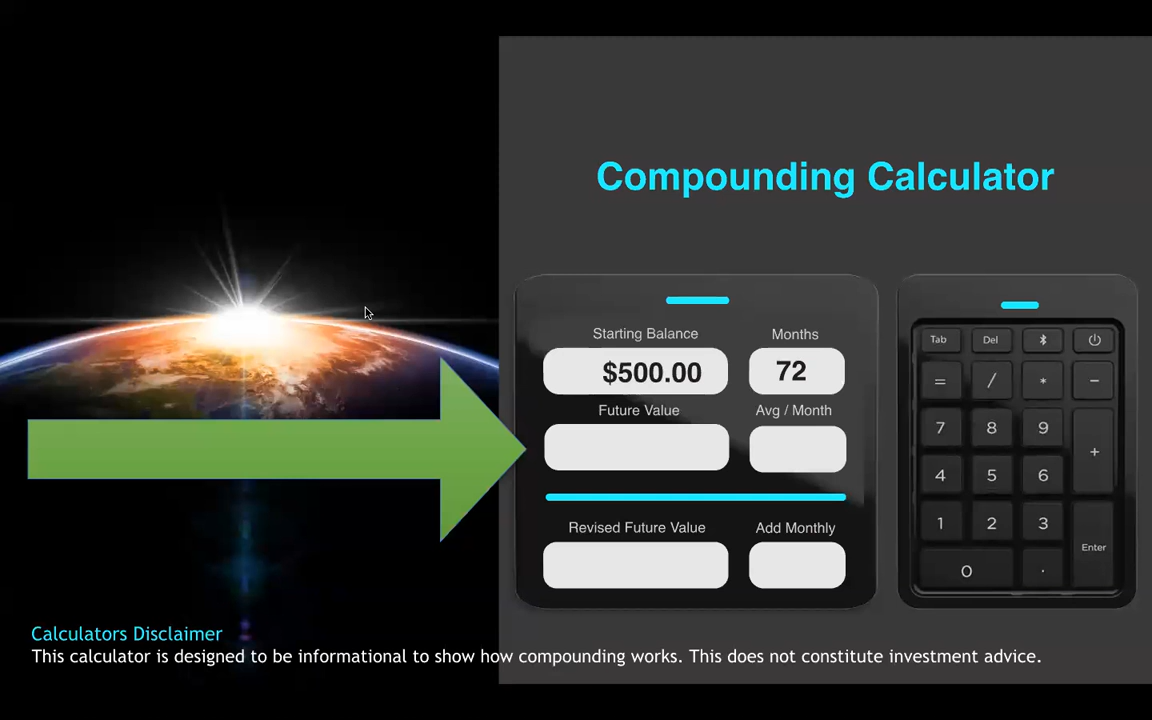 Compounding Calculator
Starting Balance
Months
$500.00
72
Future Value
Avg / Month
Revised Future Value
Add Monthly
Tab Del
= / * −
7 8 9
+
4 5 6
1 2 3
Enter
0 .
Calculators Disclaimer
This calculator is designed to be informational to show how compounding works. This does not constitute investment advice.